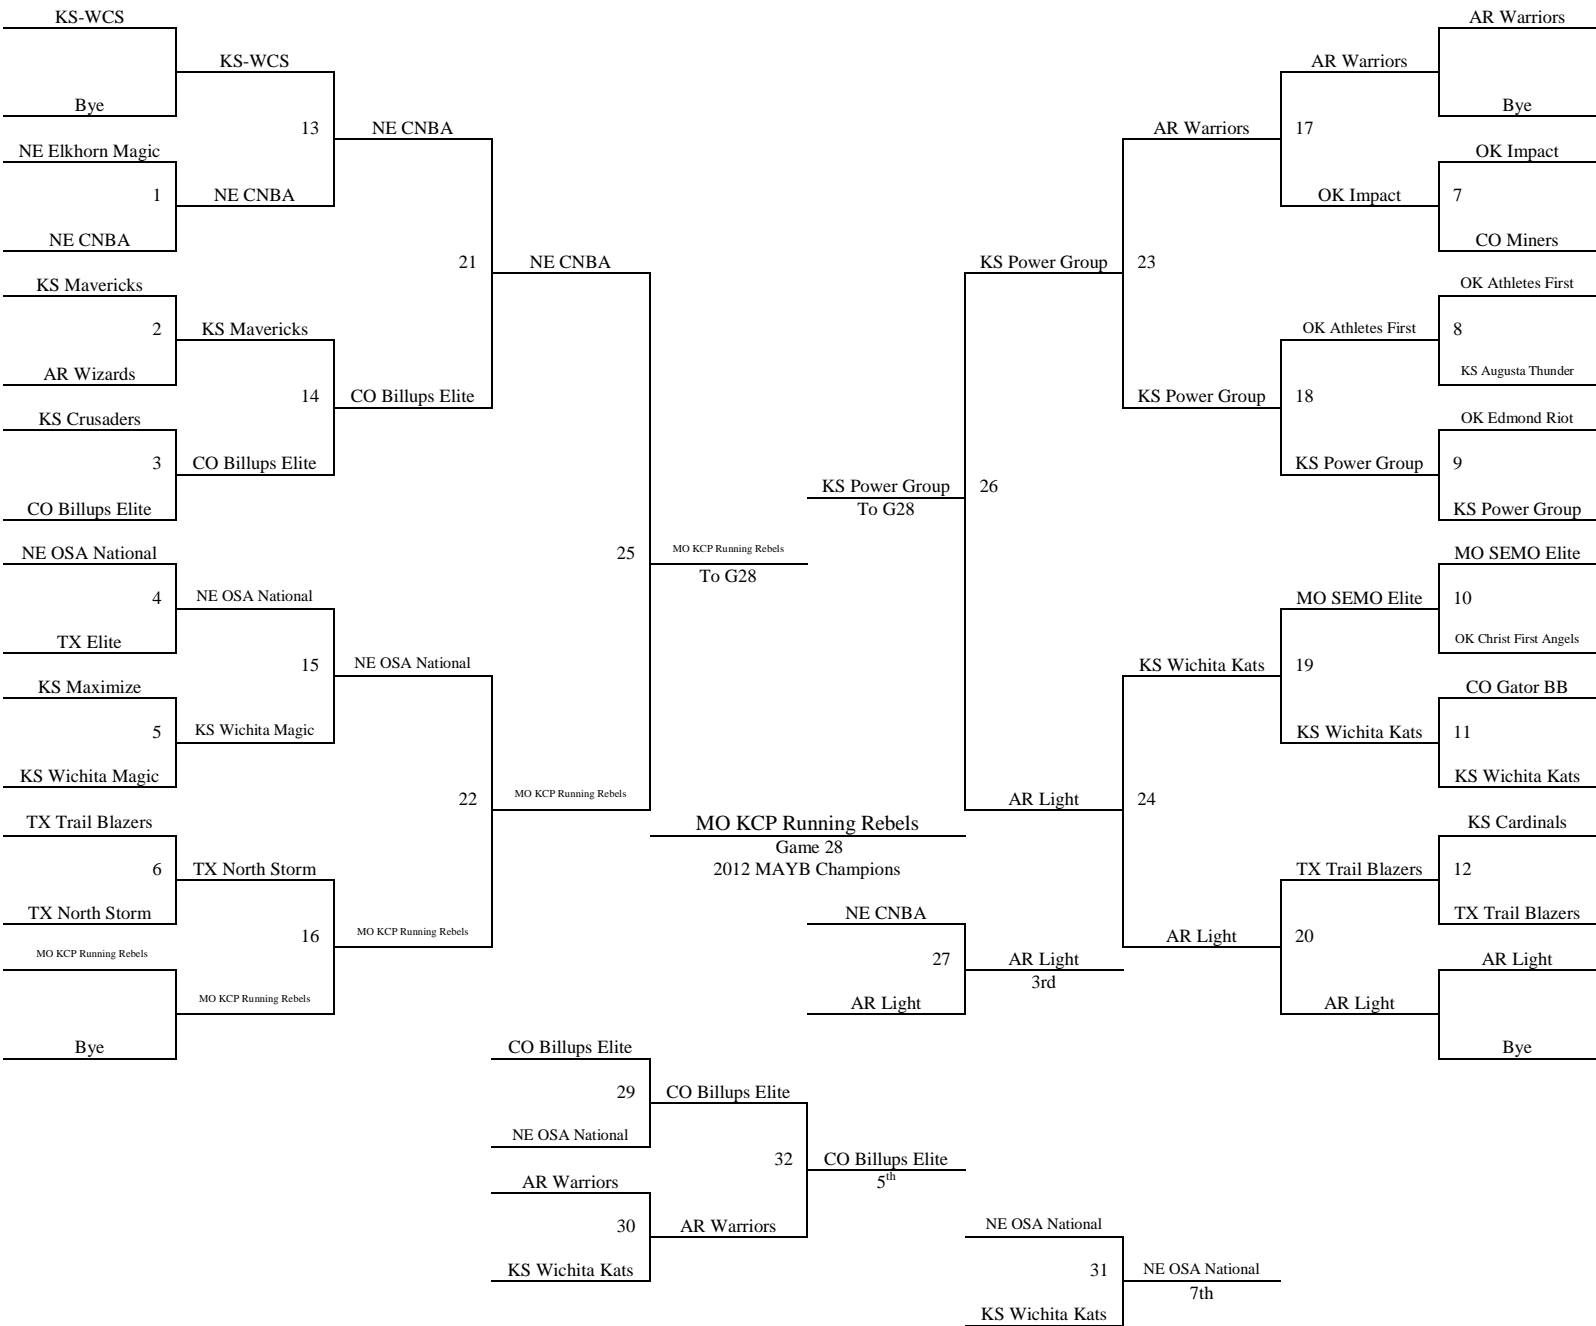 KS-WCS
AR Warriors
KS-WCS
AR Warriors
Bye
Bye
13
NE CNBA
AR Warriors
17
NE Elkhorn Magic
OK Impact
1
NE CNBA
OK Impact
7
NE CNBA
CO Miners
21
NE CNBA
KS Power Group
23
KS Mavericks
OK Athletes First
2
KS Mavericks
OK Athletes First
8
AR Wizards
KS Augusta Thunder
14
CO Billups Elite
KS Power Group
18
KS Crusaders
OK Edmond Riot
3
CO Billups Elite
KS Power Group
9
KS Power Group
To G28
26
CO Billups Elite
KS Power Group
NE OSA National
25
MO KCP Running Rebels
To G28
MO SEMO Elite
4
NE OSA National
MO SEMO Elite
10
TX Elite
OK Christ First Angels
15
NE OSA National
KS Wichita Kats
19
KS Maximize
CO Gator BB
5
KS Wichita Magic
KS Wichita Kats
11
KS Wichita Magic
KS Wichita Kats
22
MO KCP Running Rebels
AR Light
24
TX Trail Blazers
MO KCP Running Rebels
Game 28
2012 MAYB Champions
KS Cardinals
6
TX North Storm
TX Trail Blazers
12
TX North Storm
NE CNBA
TX Trail Blazers
16
MO KCP Running Rebels
AR Light
20
MO KCP Running Rebels
27
AR Light
3rd
AR Light
MO KCP Running Rebels
AR Light
AR Light
Bye
CO Billups Elite
Bye
29
CO Billups Elite
NE OSA National
32
CO Billups Elite
5th
AR Warriors
30
AR Warriors
NE OSA National
KS Wichita Kats
31
NE OSA National
7th
KS Wichita Kats